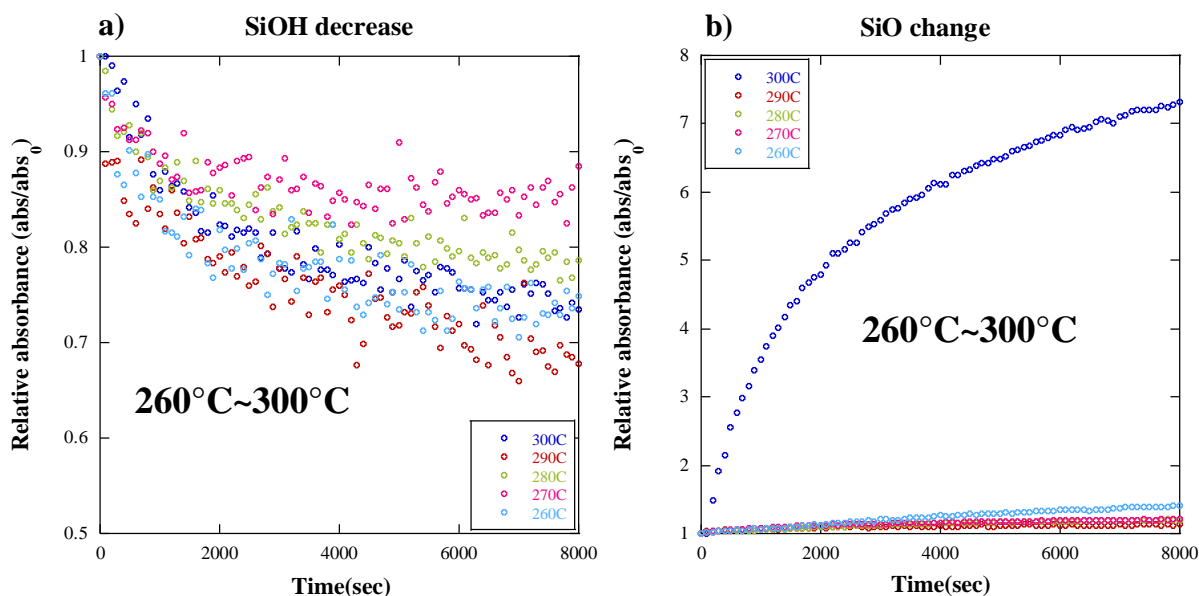 a)
SiOH decrease
Relative absorbance (abs/abs0)
1
0.9
0.8
0.7
0.6
0.5
260°C~300°C
300C
290C
280C
270C
260C
0
2000
4000
6000
8000
Time(sec)
b)
SiO change
Relative absorbance (abs/abs0)
8
7
6
5
4
3
2
1
300C
290C
280C
270C
260C
260°C~300°C
0
2000
4000
6000
8000
Time(sec)